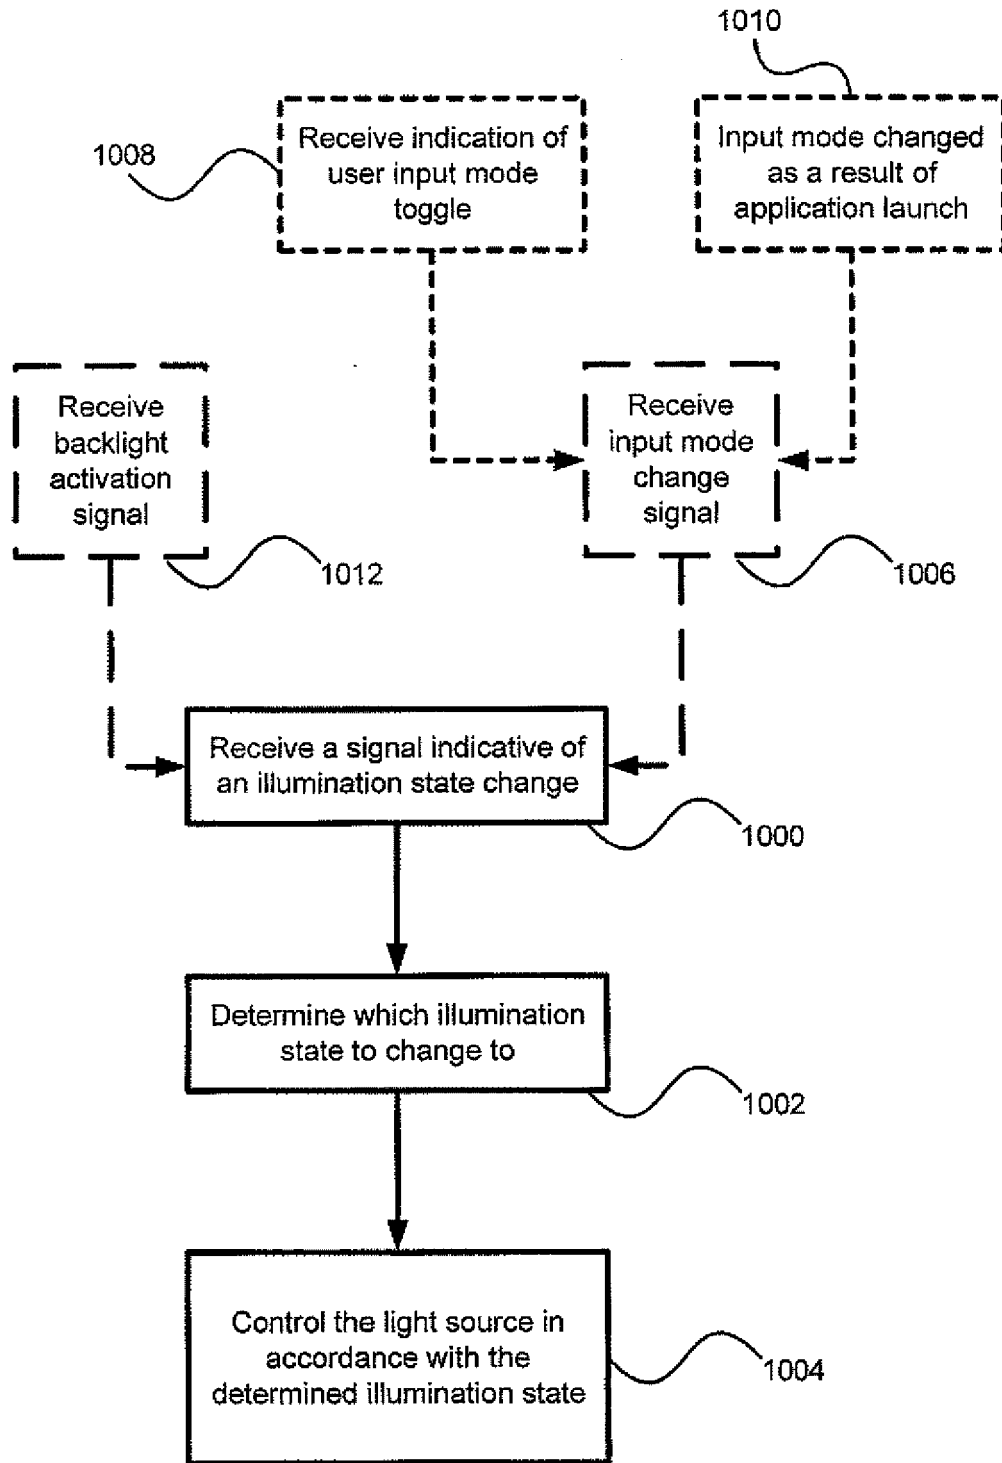 1010
Receive indication of
user input mode
toggle
1008
Input mode changed
as a result of
application launch
Receive
backlight
activation
signal
1012
Receive
input mode
change
signal
1006
Receive a signal indicative of
an illumination state change
1000
Determine which illumination
state to change to
1002
Control the light source in
accordance with the
determined illumination state
1004